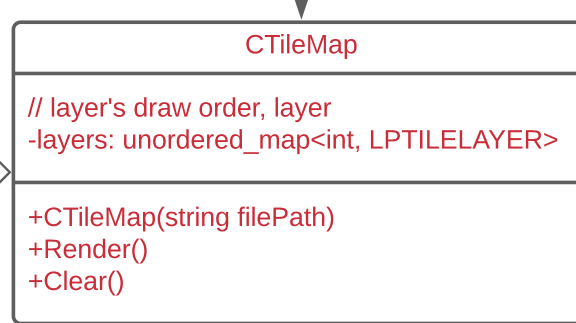 CTileMap
// layer's draw order, layer
-layers: unordered_map<int, LPTILELAYER>
+CTileMap(string filePath)
+Render()
+Clear()